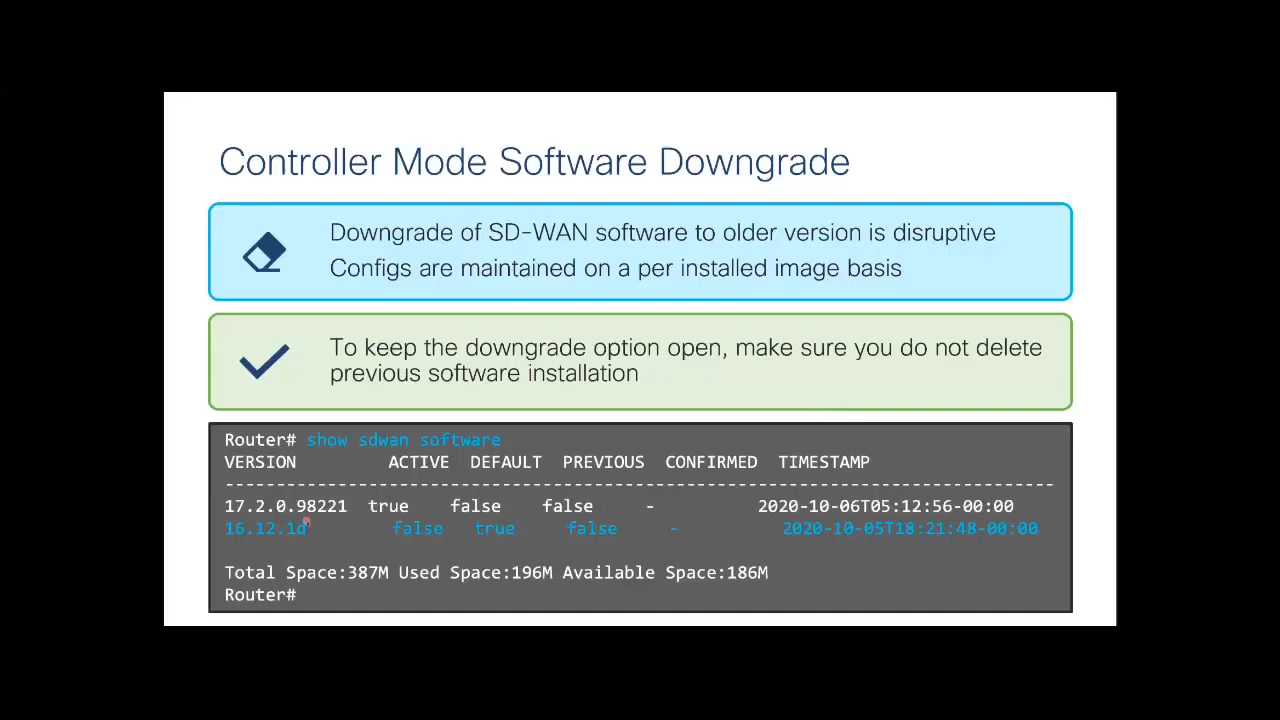 Controller Mode Software Downgrade
Downgrade of SD-WAN software to older version is disruptive
Configs are maintained on a per installed image basis
To keep the downgrade option open, make sure you do not delete
previous software installation
Router# show sdwan software
VERSION ACTIVE DEFAULT PREVIOUS CONFIRMED TIMESTAMP
---------------------------------------------------------------------------------
17.2.0.98221 true false false - 2020-10-06T05:12:56-00:00
16.12.1d false true false - 2020-10-05T18:21:48-00:00
Total Space:387M Used Space:196M Available Space:186M
Router#